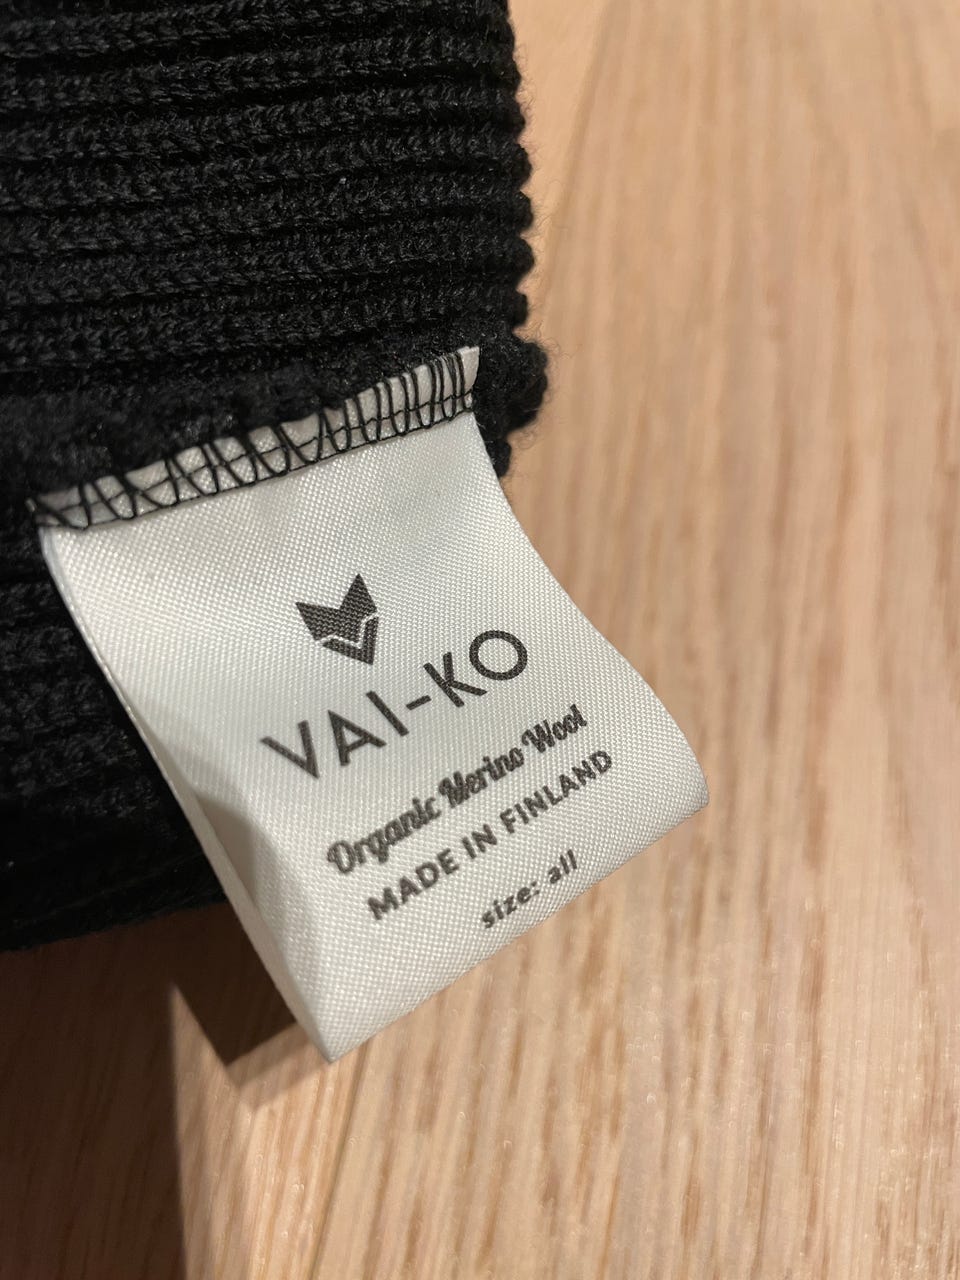 VAI-KO
Organic Merino Wool
MADE IN FINLAND
size: all